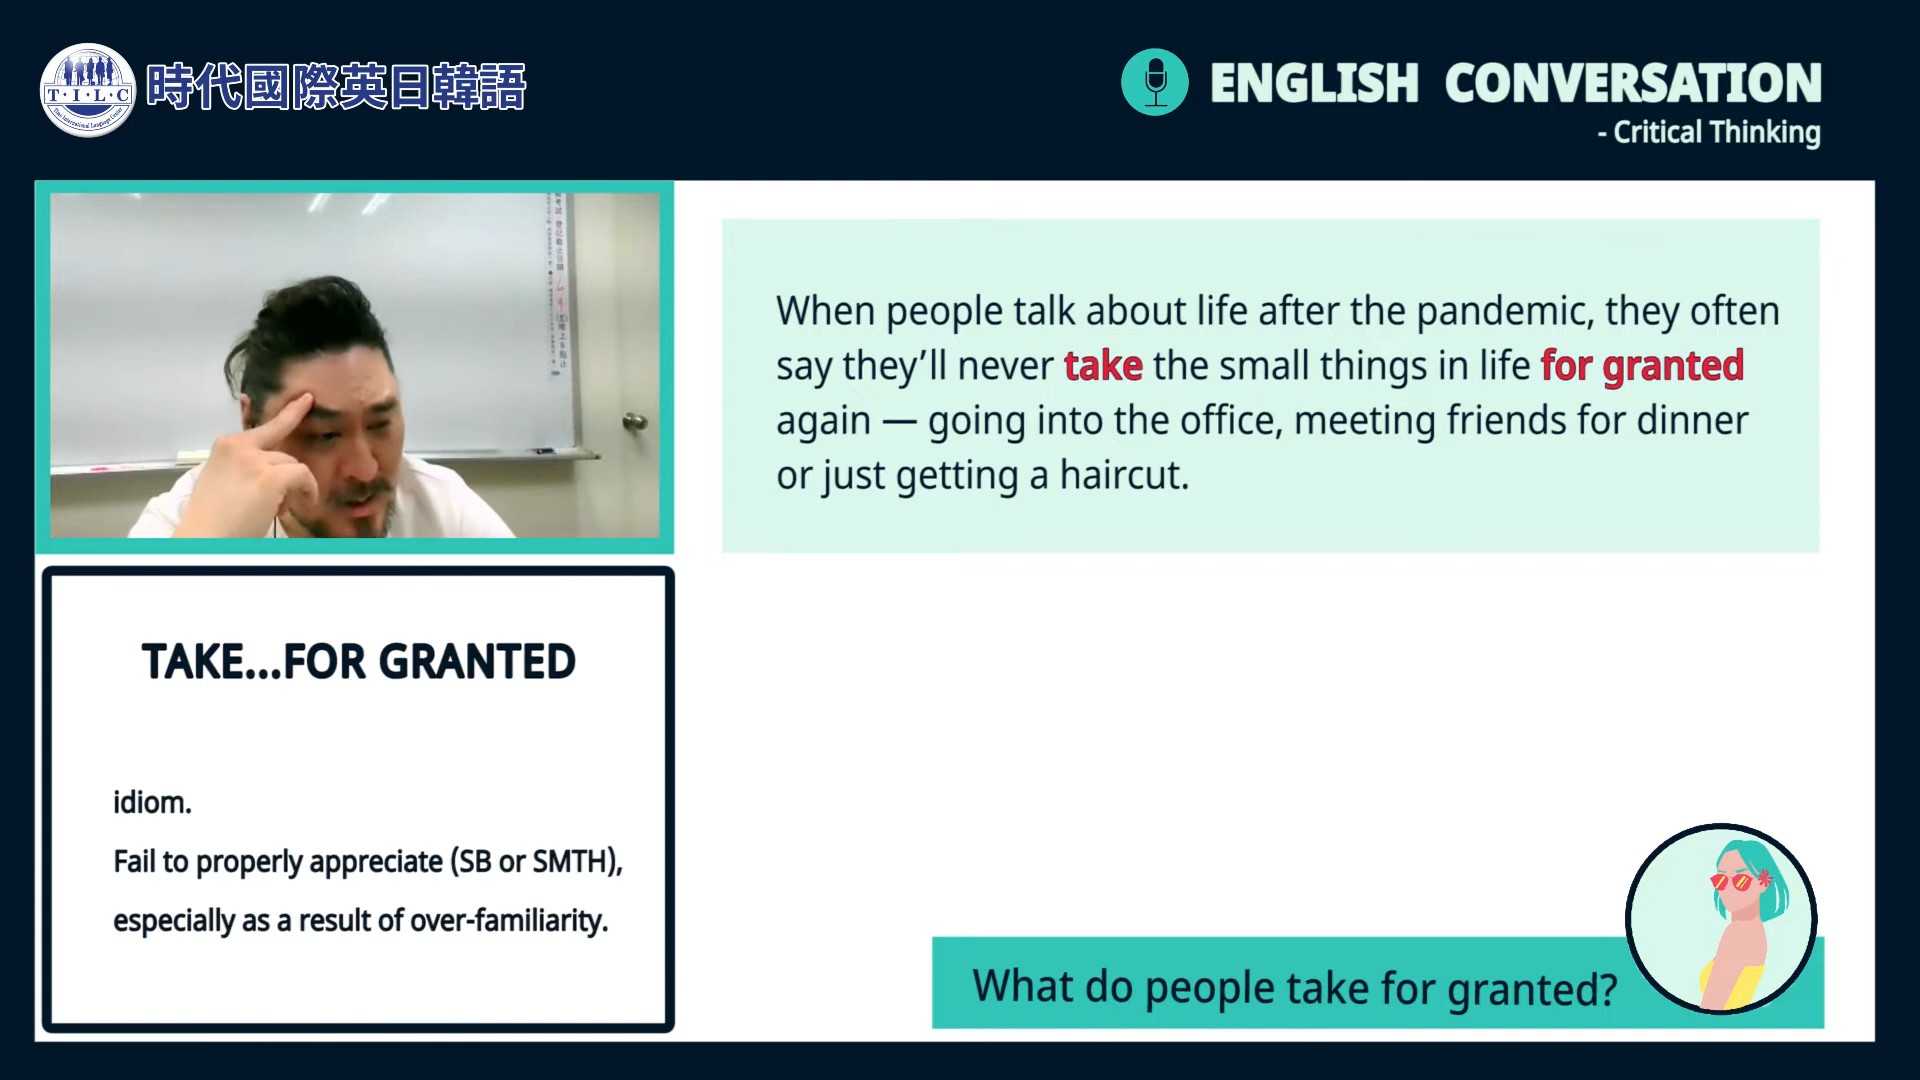 T·I·L·C
時代國際英日韓語
ENGLISH CONVERSATION
- Critical Thinking
When people talk about life after the pandemic, they often
say they’ll never take the small things in life for granted
again — going into the office, meeting friends for dinner
or just getting a haircut.
TAKE...FOR GRANTED
idiom.
Fail to properly appreciate (SB or SMTH),
especially as a result of over-familiarity.
What do people take for granted?